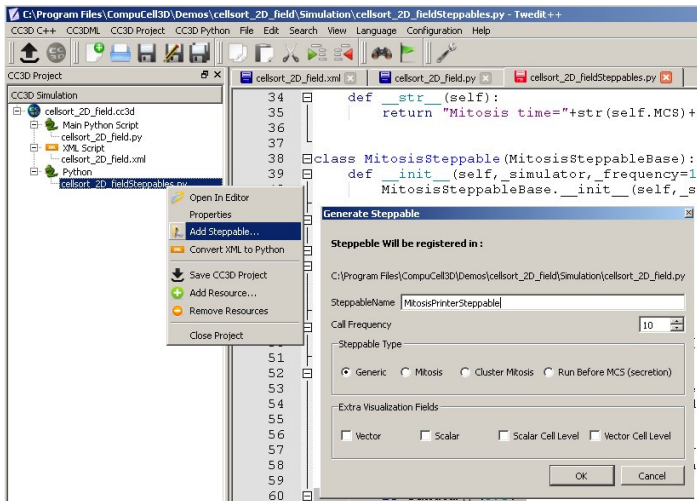 C:\Program Files\CompuCell3D\Demos\cellsort_2D_field\Simulation\cellsort_2D_fieldSteppables.py - Twedit++
CC3D C++ CC3DML CC3D Project CC3D Python File Edit Search View Language Configuration Help
CC3D Project
cellsort_2D_field.xml cellsort_2D_field.py cellsort_2D_fieldSteppables.py
CC3D Simulation
cellsort_2D_field.cc3d
Main Python Script
cellsort_2D_field.py
XML Script
cellsort_2D_field.xml
Python
cellsort_2D_fieldSteppables.py
Open In Editor
Properties
Add Steppable...
Convert XML to Python
Save CC3D Project
Add Resource...
Remove Resources
Close Project
34 def __str__(self):
35 return "Mitosis time="+str(self.MCS)+
36
37
38 class MitosisSteppable(MitosisSteppableBase):
39 def __init__(self,_simulator,_frequency=1
MitosisSteppableBase.__init__(self,_s
51
52
53
54
55
56
57
58
59
60
Generate Steppable
Steppeble Will be registered in :
C:\Program Files\CompuCell3D\Demos\cellsort_2D_field\Simulation\cellsort_2D_field.py
SteppableName MitosisPrinterSteppable
Call Frequency 10
Steppable Type
Generic Mitosis Cluster Mitosis Run Before MCS (secretion)
Extra Visualization Fields
Vector Scalar Scalar Cell Level Vector Cell Level
OK Cancel